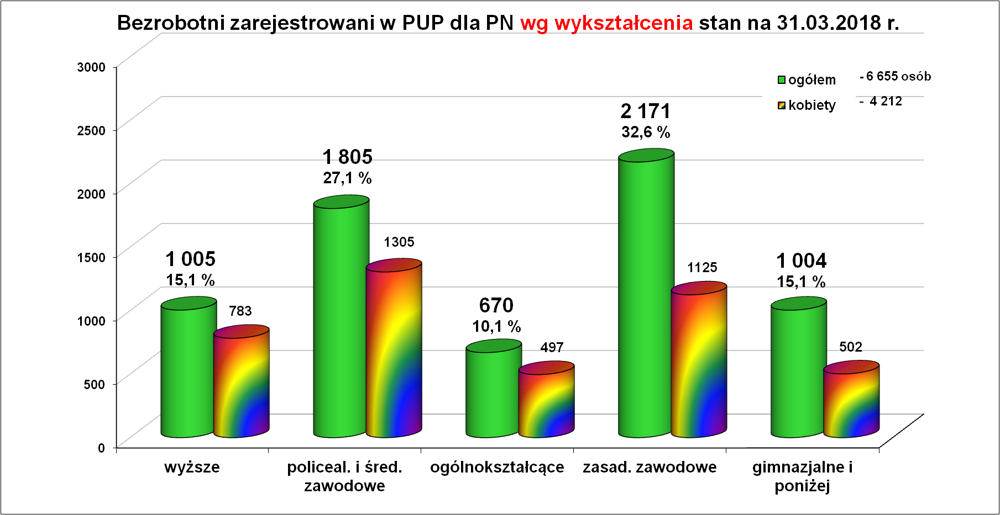 Bezrobotni zarejestrowani w PUP dla PN wg wykształcenia stan na 31.03.2018 r.
3000
2500
2000
1500
1000
500
0
ogółem - 6 655 osób
kobiety - 4 212
1 005
15,1 %
783
1 805
27,1 %
1305
670
10,1 %
497
2 171
32,6 %
1125
1 004
15,1 %
502
wyższe
policeal. i śred.
zawodowe
ogólnokształcące
zasad. zawodowe
gimnazjalne i
poniżej